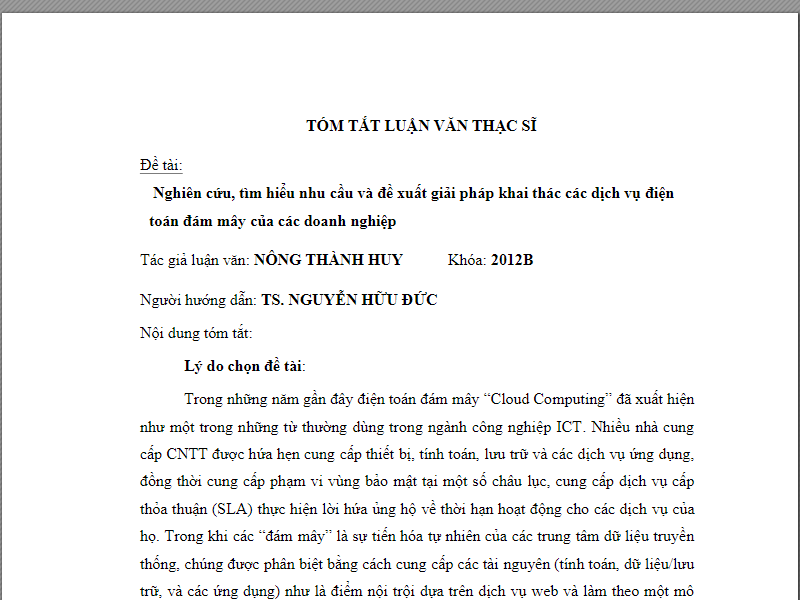 TÓM TẮT LUẬN VĂN THẠC SĨ
Đề tài:
Nghiên cứu, tìm hiểu nhu cầu và đề xuất giải pháp khai thác các dịch vụ điện
toán đám mây của các doanh nghiệp
Tác giả luận văn: NÔNG THÀNH HUY Khóa: 2012B
Người hướng dẫn: TS. NGUYỄN HỮU ĐỨC
Nội dung tóm tắt:
Lý do chọn đề tài:
Trong những năm gần đây điện toán đám mây “Cloud Computing” đã xuất hiện
như một trong những từ thường dùng trong ngành công nghiệp ICT. Nhiều nhà cung
cấp CNTT được hứa hẹn cung cấp thiết bị, tính toán, lưu trữ và các dịch vụ ứng dụng,
đồng thời cung cấp phạm vi vùng bảo mật tại một số châu lục, cung cấp dịch vụ cấp
thỏa thuận (SLA) thực hiện lời hứa ủng hộ về thời hạn hoạt động cho các dịch vụ của
họ. Trong khi các “đám mây” là sự tiến hóa tự nhiên của các trung tâm dữ liệu truyền
thống, chúng được phân biệt bằng cách cung cấp các tài nguyên (tính toán, dữ liệu/lưu
trữ, và các ứng dụng) như là điểm nội trội dựa trên dịch vụ web và làm theo một mô